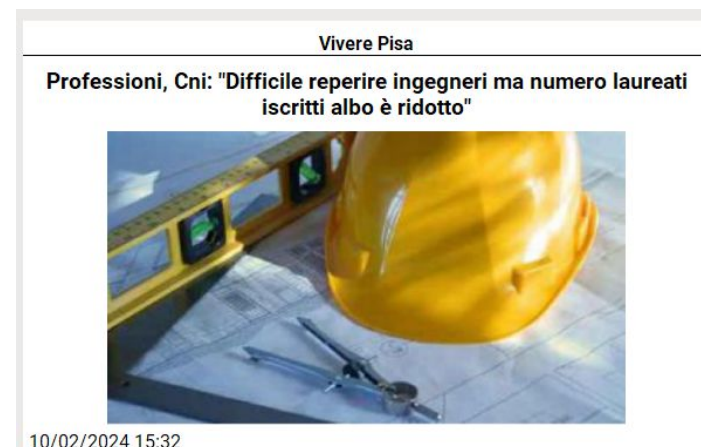 Vivere Pisa
Professioni, Cni: "Difficile reperire ingegneri ma numero laureati
iscritti albo è ridotto"
10/02/2024 15:32